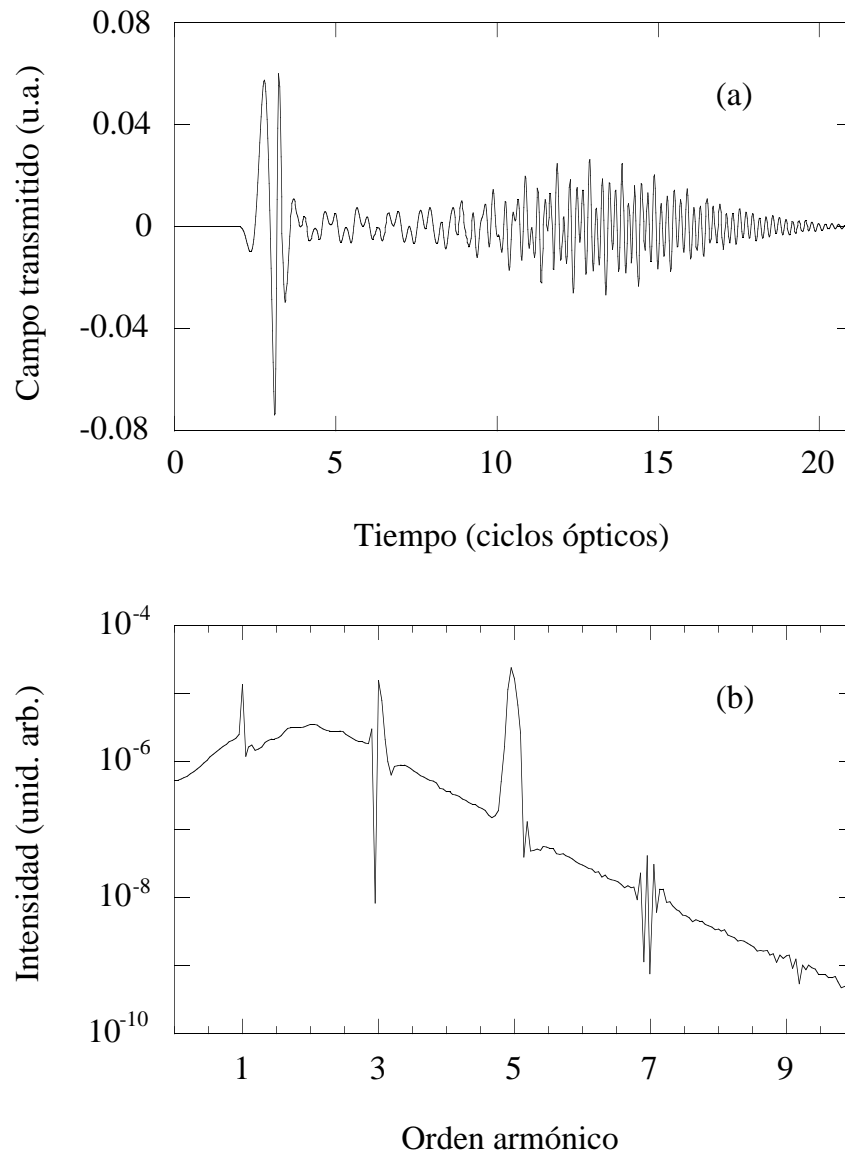 0.08
(a)
0.04
0
-0.04
-0.08
Campo transmitido (u.a.)
0 5 10 15 20
Tiempo (ciclos ópticos)
10-4
(b)
10-6
10-8
10-10
Intensidad (unid. arb.)
1 3 5 7 9
Orden armónico